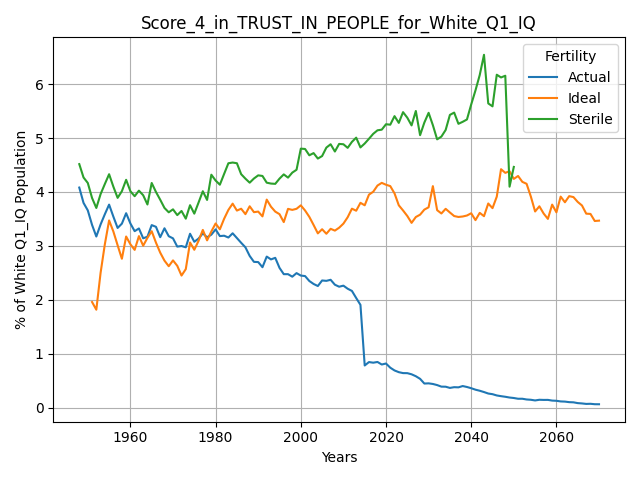 Score_4_in_TRUST_IN_PEOPLE_for_White_Q1_IQ
Fertility
Actual
Ideal
Sterile
% of White Q1_IQ Population
6
5
4
3
2
1
0
1960 1980 2000 2020 2040 2060
Years